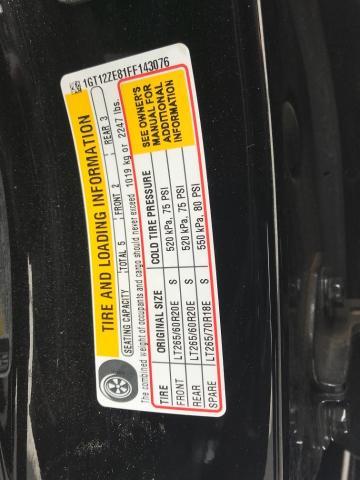 1GT12ZE81FF143076
TIRE AND LOADING INFORMATION
SEATING CAPACITY TOTAL 5 FRONT 2 REAR 3
The combined weight of occupants and cargo should never exceed 1019 kg or 2247 lbs.
TIRE ORIGINAL SIZE COLD TIRE PRESSURE
FRONT LT265/60R20E S 520 kPa, 75 PSI
REAR LT265/60R20E S 520 kPa, 75 PSI
SPARE LT265/70R18E S 550 kPa, 80 PSI
SEE OWNER'S
MANUAL FOR
ADDITIONAL
INFORMATION